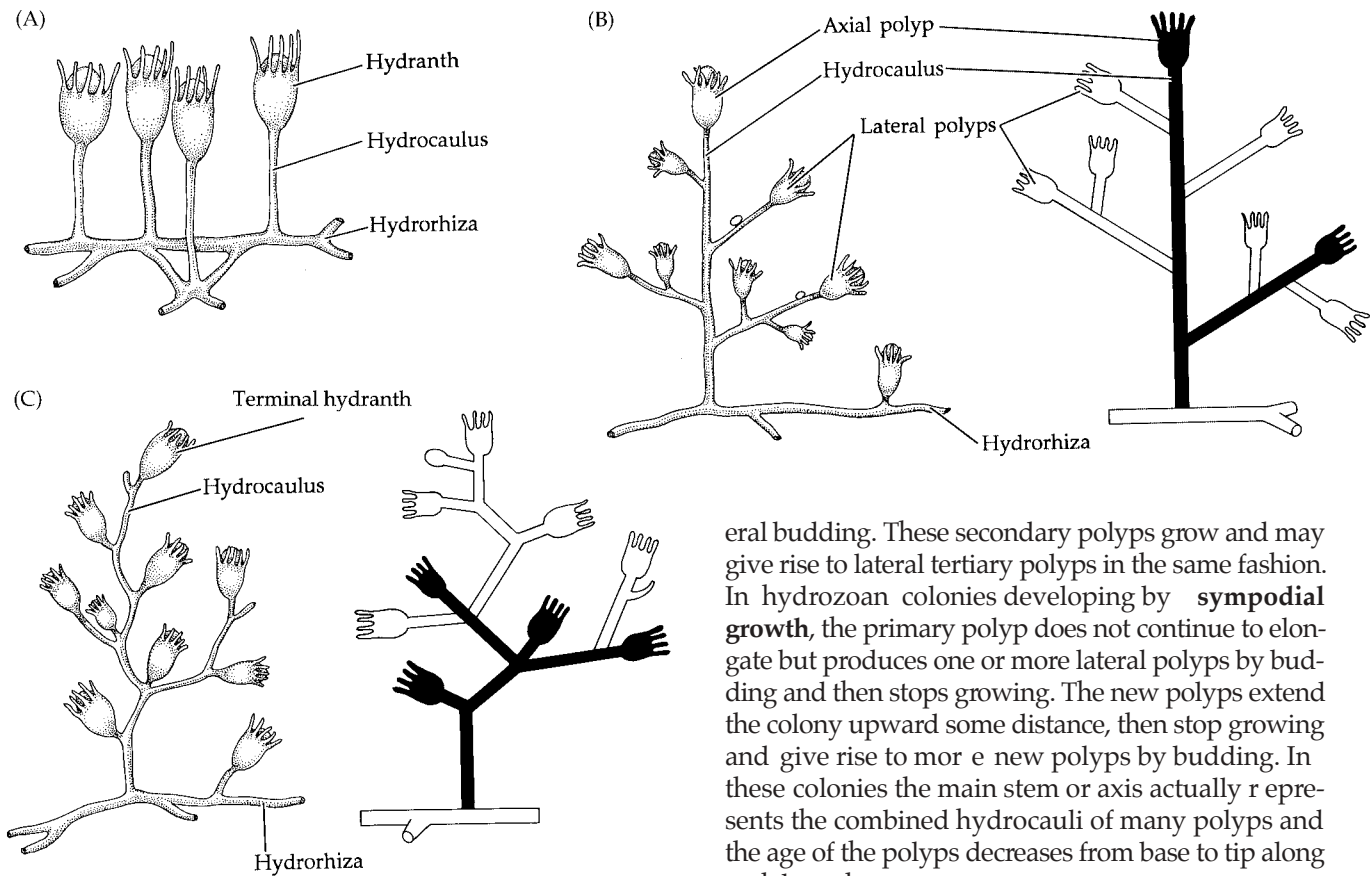 (A)
Hydranth
Hydrocaulus
Hydrorhiza
(B)
Axial polyp
Hydrocaulus
Lateral polyps
Hydrorhiza
(C)
Terminal hydranth
Hydrocaulus
Hydrorhiza
eral budding. These secondary polyps grow and may
give rise to lateral tertiary polyps in the same fashion.
In hydrozoan colonies developing by sympodial
growth, the primary polyp does not continue to elon-
gate but produces one or more lateral polyps by bud-
ding and then stops growing. The new polyps extend
the colony upward some distance, then stop growing
and give rise to mor e new polyps by budding. In
these colonies the main stem or axis actually r epre-
sents the combined hydrocauli of many polyps and
the age of the polyps decreases from base to tip along